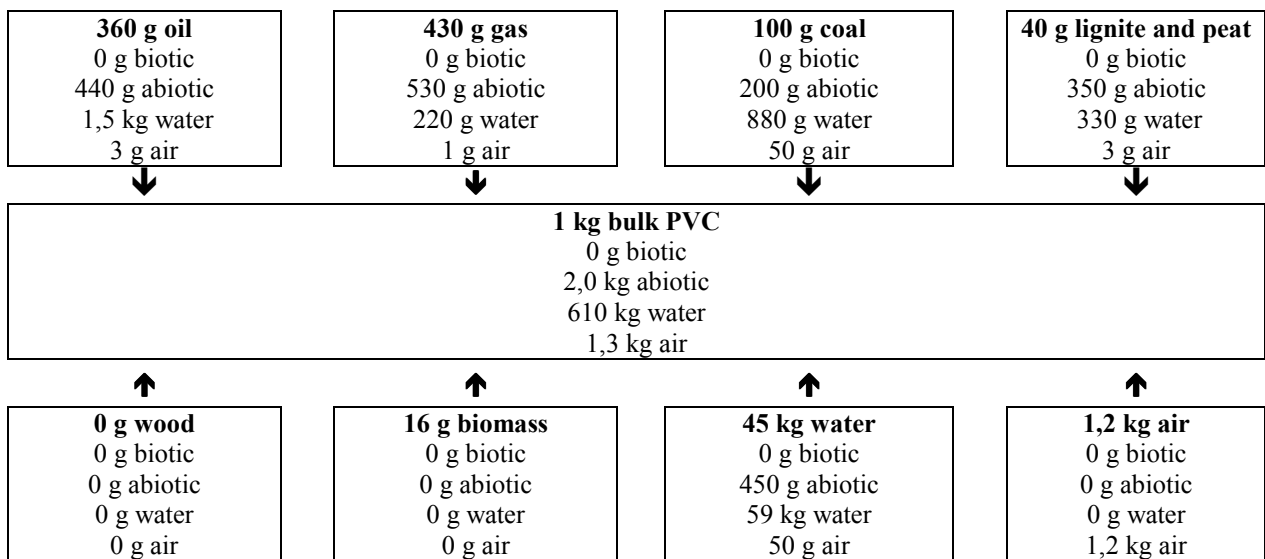 360 g oil
0 g biotic
440 g abiotic
1,5 kg water
3 g air
430 g gas
0 g biotic
530 g abiotic
220 g water
1 g air
100 g coal
0 g biotic
200 g abiotic
880 g water
50 g air
40 g lignite and peat
0 g biotic
350 g abiotic
330 g water
3 g air
1 kg bulk PVC
0 g biotic
2,0 kg abiotic
610 kg water
1,3 kg air
0 g wood
0 g biotic
0 g abiotic
0 g water
0 g air
16 g biomass
0 g biotic
0 g abiotic
0 g water
0 g air
45 kg water
0 g biotic
450 g abiotic
59 kg water
50 g air
1,2 kg air
0 g biotic
0 g abiotic
0 g water
1,2 kg air